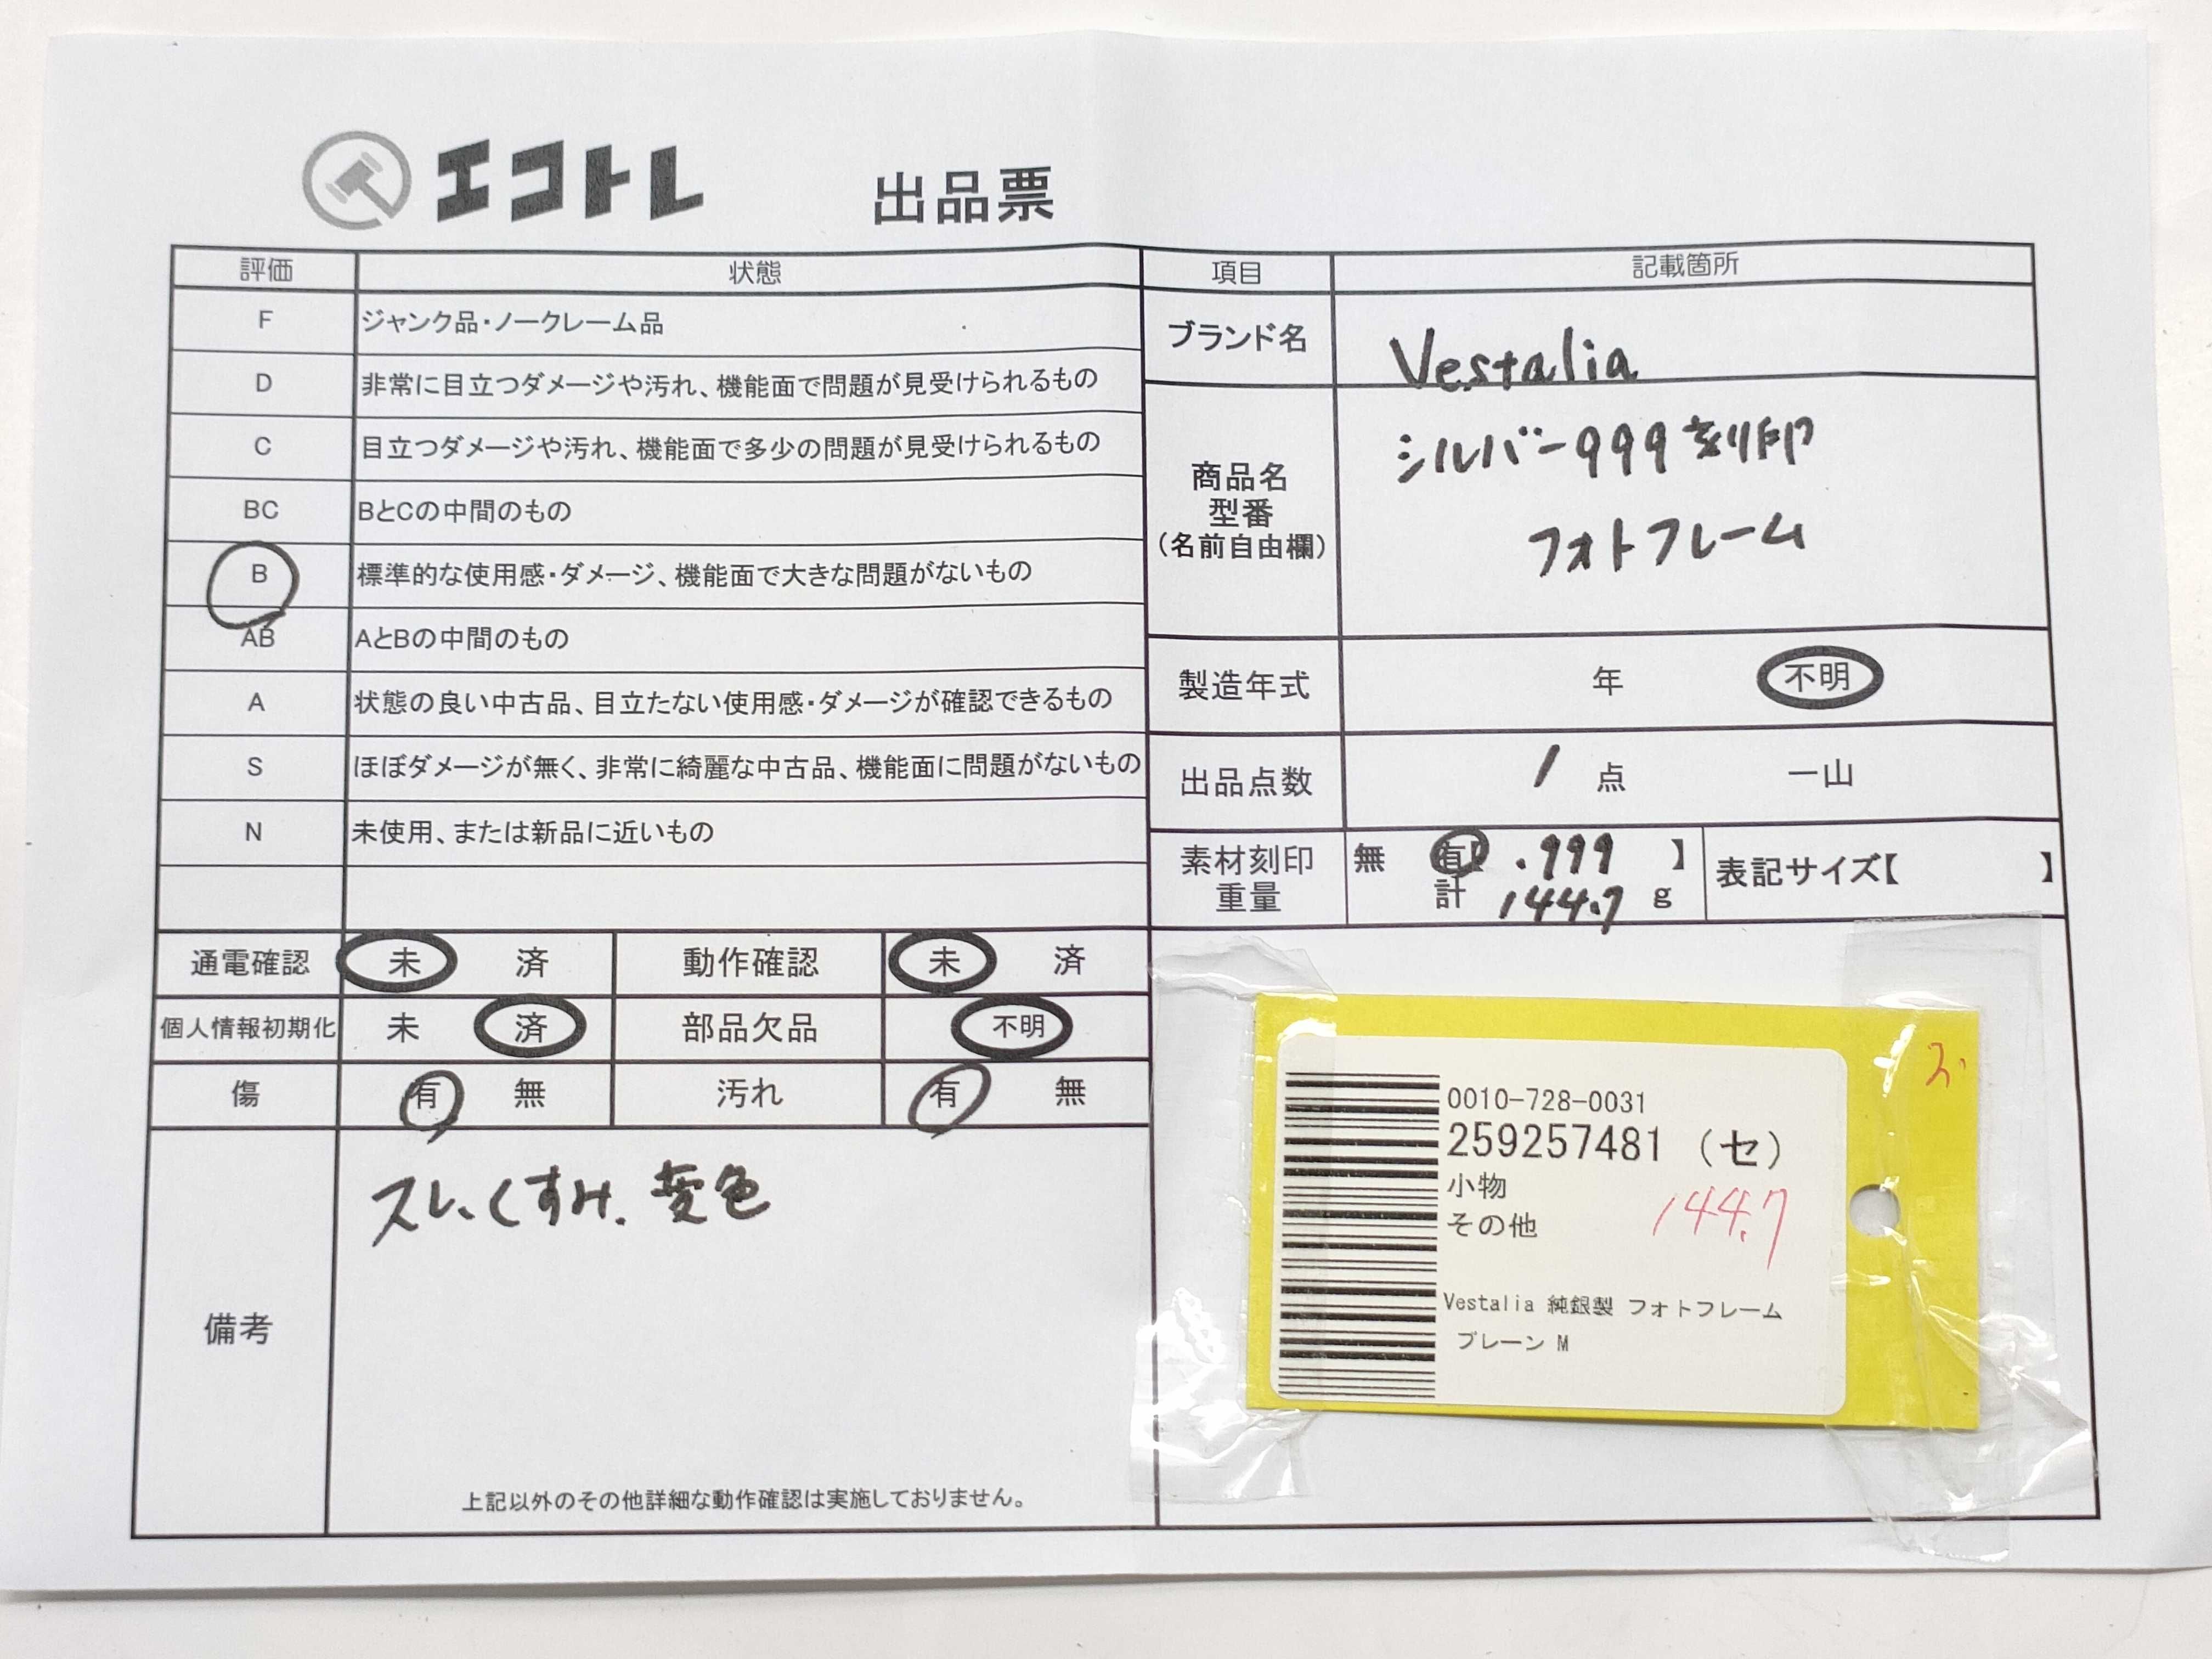 エコトレ 出品票
評価 状態
F ジャンク品・ノークレーム品
D 非常に目立つダメージや汚れ、機能面で問題が見受けられるもの
C 目立つダメージや汚れ、機能面で多少の問題が見受けられるもの
BC BとCの中間のもの
B 標準的な使用感・ダメージ、機能面で大きな問題がないもの
AB AとBの中間のもの
A 状態の良い中古品、目立たない使用感・ダメージが確認できるもの
S ほぼダメージが無く、非常に綺麗な中古品、機能面に問題がないもの
N 未使用、または新品に近いもの
通電確認 未 済 動作確認 未 済
個人情報初期化 未 済 部品欠品 不明
傷 有 無 汚れ 有 無
備考
スレ、くすみ、変色
上記以外のその他詳細な動作確認は実施しておりません。
項目 記載箇所
ブランド名 Vestalia
商品名
型番
(名前自由欄)
シルバー999刻印
フォトフレーム
製造年式 年 不明
出品点数 1 点 一山
素材刻印 無 有【 .999 】
重量 計 144.7 g
表記サイズ【 】
0010-728-0031
259257481 (セ)
小物
その他 144.7
Vestalia 純銀製 フォトフレーム
プレーン M